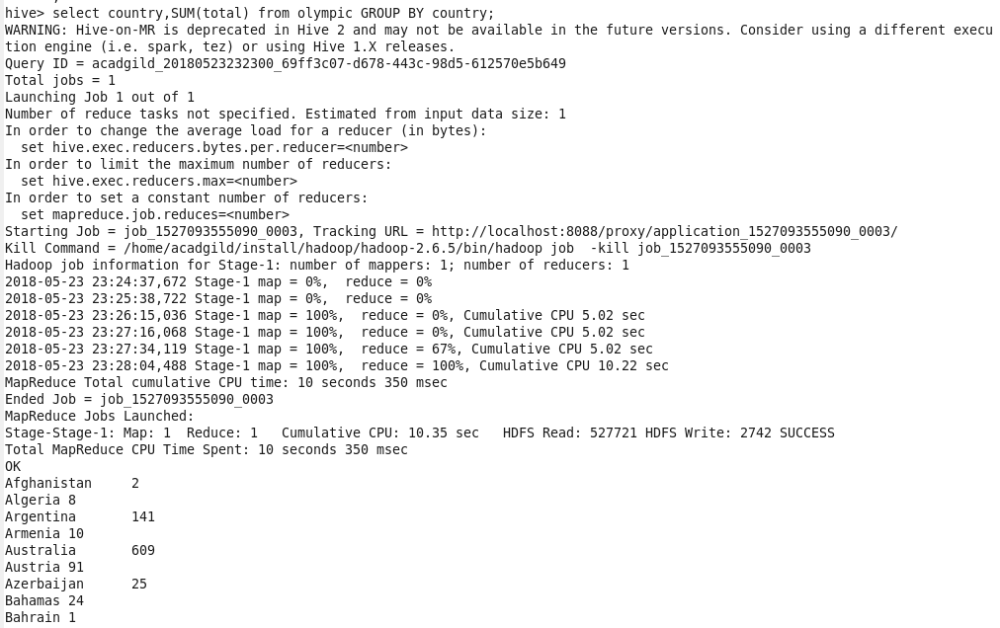 hive> select country,SUM(total) from olympic GROUP BY country;
WARNING: Hive-on-MR is deprecated in Hive 2 and may not be available in the future versions. Consider using a different execu
tion engine (i.e. spark, tez) or using Hive 1.X releases.
Query ID = acadgild_20180523232300_69ff3c07-d678-443c-98d5-612570e5b649
Total jobs = 1
Launching Job 1 out of 1
Number of reduce tasks not specified. Estimated from input data size: 1
In order to change the average load for a reducer (in bytes):
  set hive.exec.reducers.bytes.per.reducer=<number>
In order to limit the maximum number of reducers:
  set hive.exec.reducers.max=<number>
In order to set a constant number of reducers:
  set mapreduce.job.reduces=<number>
Starting Job = job_1527093555090_0003, Tracking URL = http://localhost:8088/proxy/application_1527093555090_0003/
Kill Command = /home/acadgild/install/hadoop/hadoop-2.6.5/bin/hadoop job  -kill job_1527093555090_0003
Hadoop job information for Stage-1: number of mappers: 1; number of reducers: 1
2018-05-23 23:24:37,672 Stage-1 map = 0%,  reduce = 0%
2018-05-23 23:25:38,722 Stage-1 map = 0%,  reduce = 0%
2018-05-23 23:26:15,036 Stage-1 map = 100%,  reduce = 0%, Cumulative CPU 5.02 sec
2018-05-23 23:27:16,068 Stage-1 map = 100%,  reduce = 0%, Cumulative CPU 5.02 sec
2018-05-23 23:27:34,119 Stage-1 map = 100%,  reduce = 67%, Cumulative CPU 5.02 sec
2018-05-23 23:28:04,488 Stage-1 map = 100%,  reduce = 100%, Cumulative CPU 10.22 sec
MapReduce Total cumulative CPU time: 10 seconds 350 msec
Ended Job = job_1527093555090_0003
MapReduce Jobs Launched:
Stage-Stage-1: Map: 1  Reduce: 1   Cumulative CPU: 10.35 sec   HDFS Read: 527721 HDFS Write: 2742 SUCCESS
Total MapReduce CPU Time Spent: 10 seconds 350 msec
OK
Afghanistan     2
Algeria 8
Argentina       141
Armenia 10
Australia       609
Austria 91
Azerbaijan      25
Bahamas 24
Bahrain 1